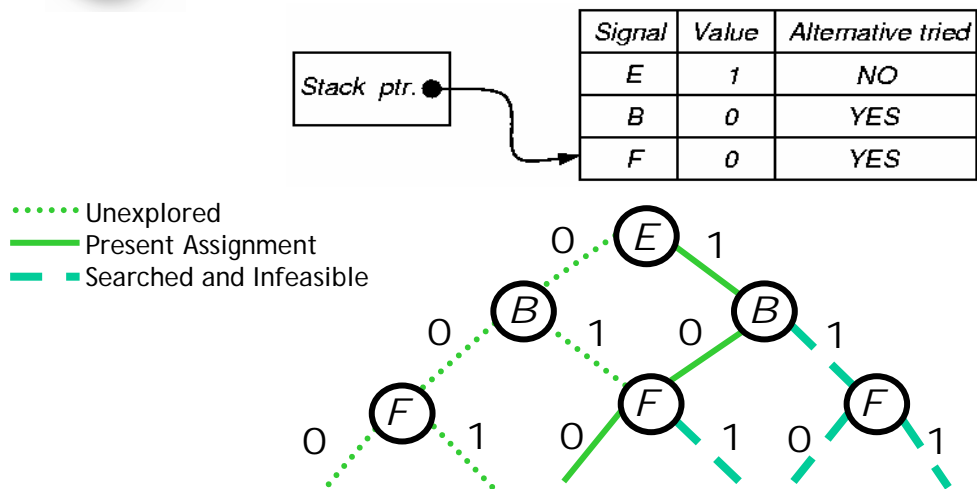 Signal Value Alternative tried
Stack ptr.
E 1 NO
B 0 YES
F 0 YES
Unexplored
Present Assignment
Searched and Infeasible
E
0 1
B B
0 1 0 1
F F F
0 1 0 1 0 1